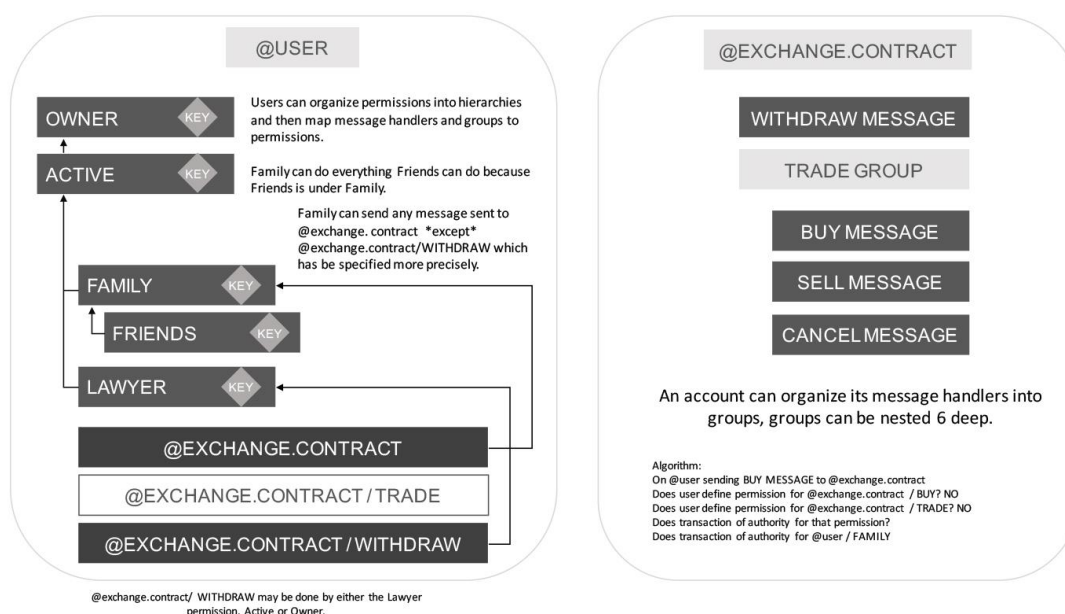 @USER
OWNER KEY
Users can organize permissions into hierarchies
and then map message handlers and groups to
permissions.
ACTIVE KEY
Family can do everything Friends can do because
Friends is under Family.
Family can send any message sent to
@exchange. contract *except*
@exchange.contract/WITHDRAW which
has be specified more precisely.
FAMILY KEY
FRIENDS KEY
LAWYER KEY
@EXCHANGE.CONTRACT
@EXCHANGE.CONTRACT / TRADE
@EXCHANGE.CONTRACT / WITHDRAW
@exchange.contract/ WITHDRAW may be done by either the Lawyer
permission, Active or Owner.
@EXCHANGE.CONTRACT
WITHDRAW MESSAGE
TRADE GROUP
BUY MESSAGE
SELL MESSAGE
CANCEL MESSAGE
An account can organize its message handlers into
groups, groups can be nested 6 deep.
Algorithm:
On @user sending BUY MESSAGE to @exchange.contract
Does user define permission for @exchange.contract / BUY? NO
Does user define permission for @exchange.contract / TRADE? NO
Does transaction of authority for that permission?
Does transaction of authority for @user / FAMILY